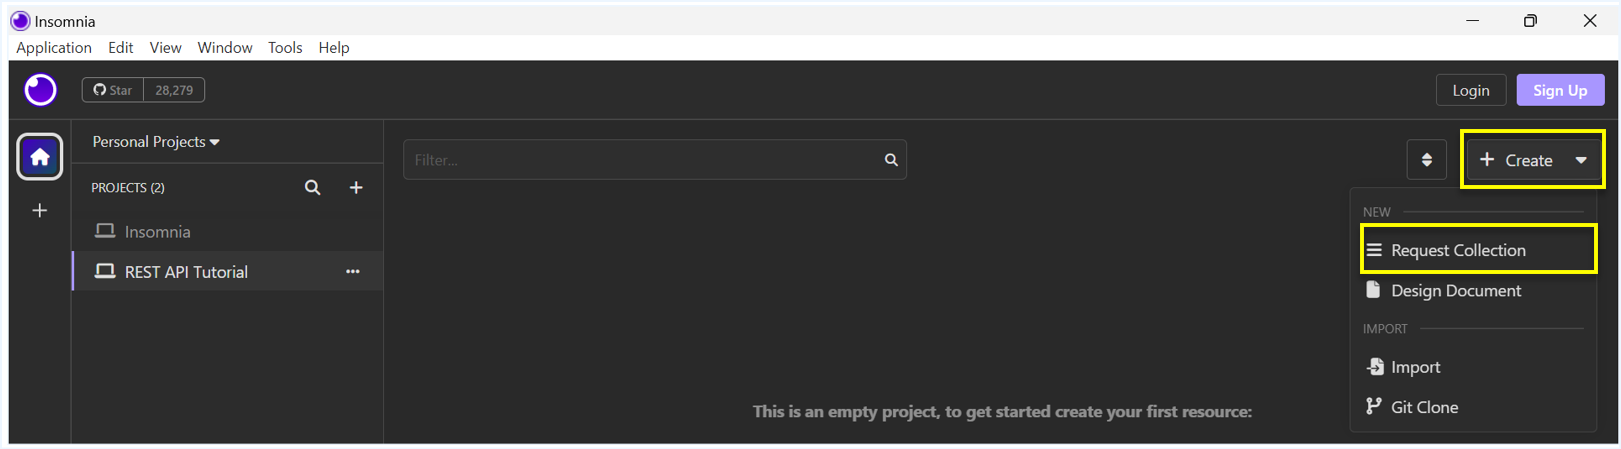 Insomnia
Application Edit View Window Tools Help
Star 28,279
Login Sign Up
Personal Projects
Filter...
Create
PROJECTS (2)
NEW
Insomnia
Request Collection
REST API Tutorial
Design Document
IMPORT
Import
Git Clone
This is an empty project, to get started create your first resource: